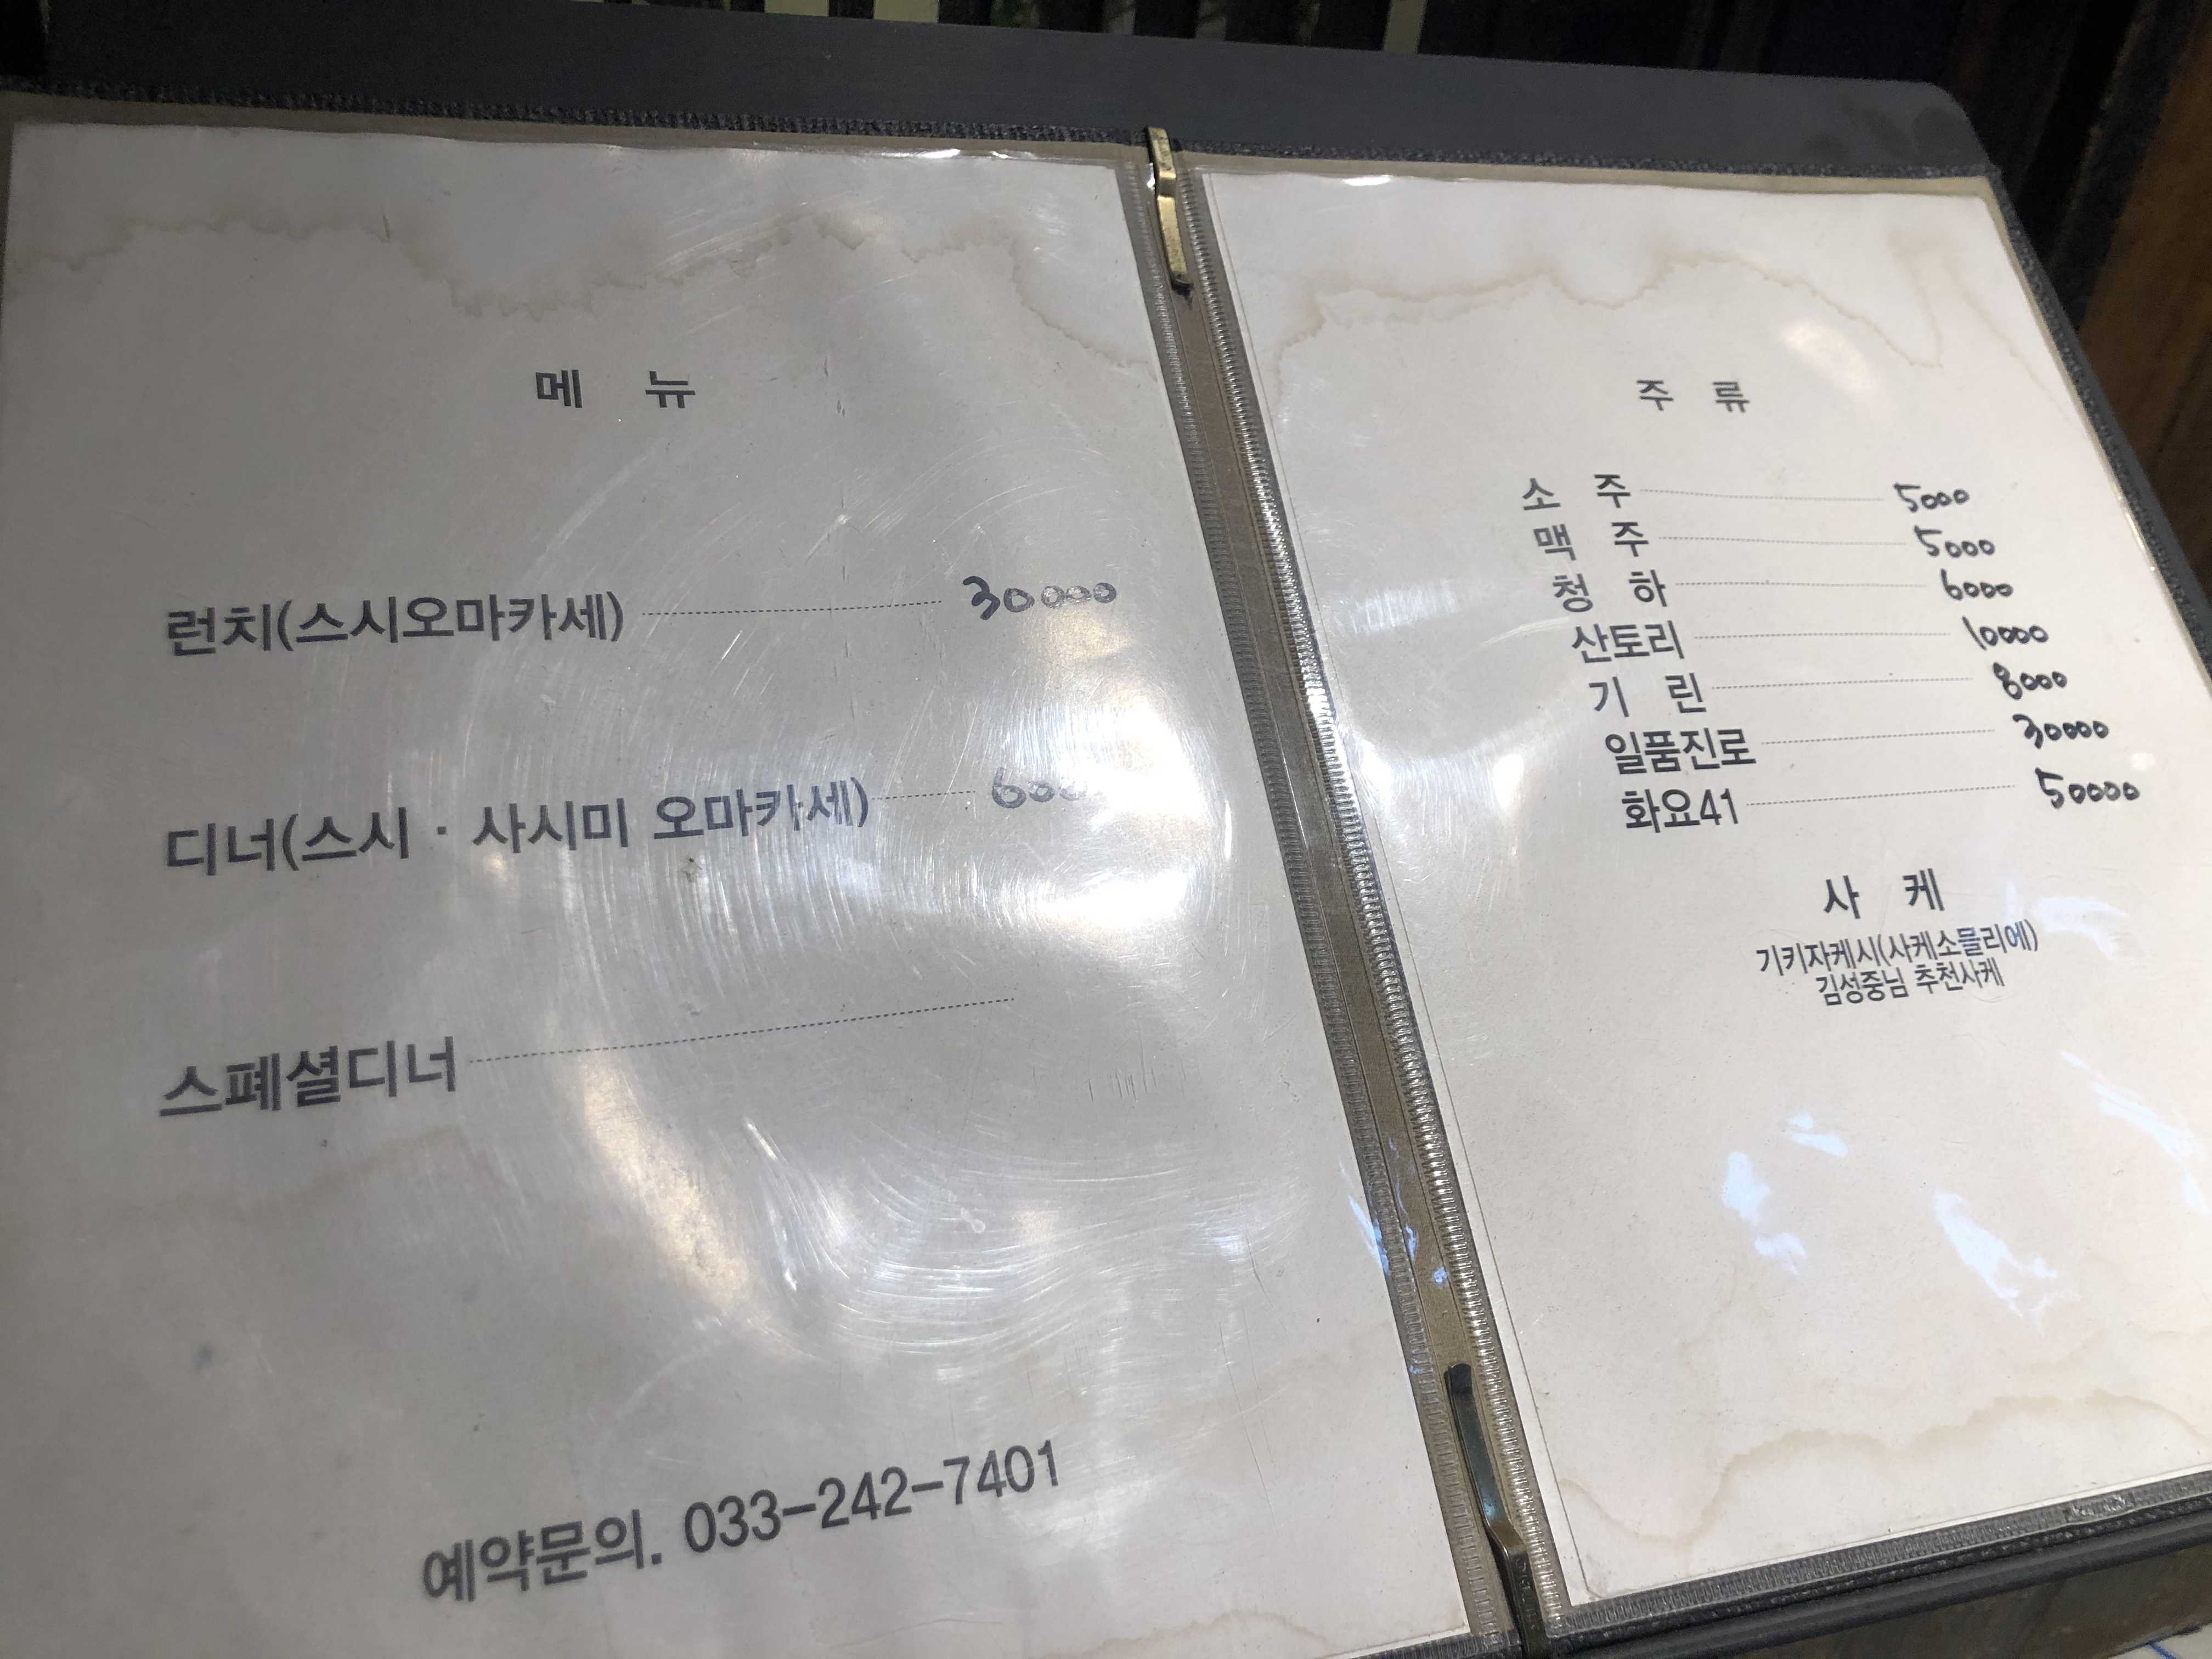 메 뉴
런치(스시오마카세) 30000
디너(스시 · 사시미 오마카세)
스폐셜디너
예약문의. 033-242-7401
주 류
소 주 5000
맥 주 5000
청 하 6000
산토리 10000
기 린 8000
일품진로 30000
화요41 50000
사 케
기키자케시(사케소믈리에)
김성중님 추천사케